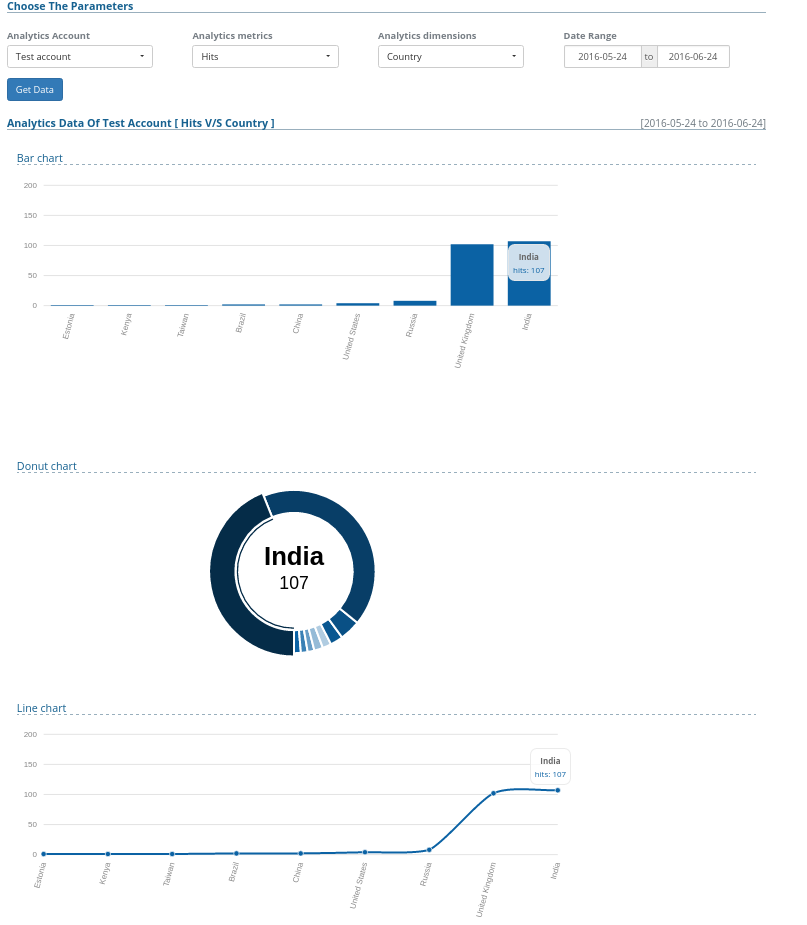 Choose The Parameters
Analytics Account Analytics metrics Analytics dimensions Date Range
Test account Hits Country 2016-05-24 to 2016-06-24
Get Data
Analytics Data Of Test Account [ Hits V/S Country ] [2016-05-24 to 2016-06-24]
Bar chart
200
150
100
50
0
India
hits: 107
Estonia Kenya Taiwan Brazil China United States Russia United Kingdom India
Donut chart
India
107
Line chart
200
150
100
50
0
India
hits: 107
Estonia Kenya Taiwan Brazil China United States Russia United Kingdom India